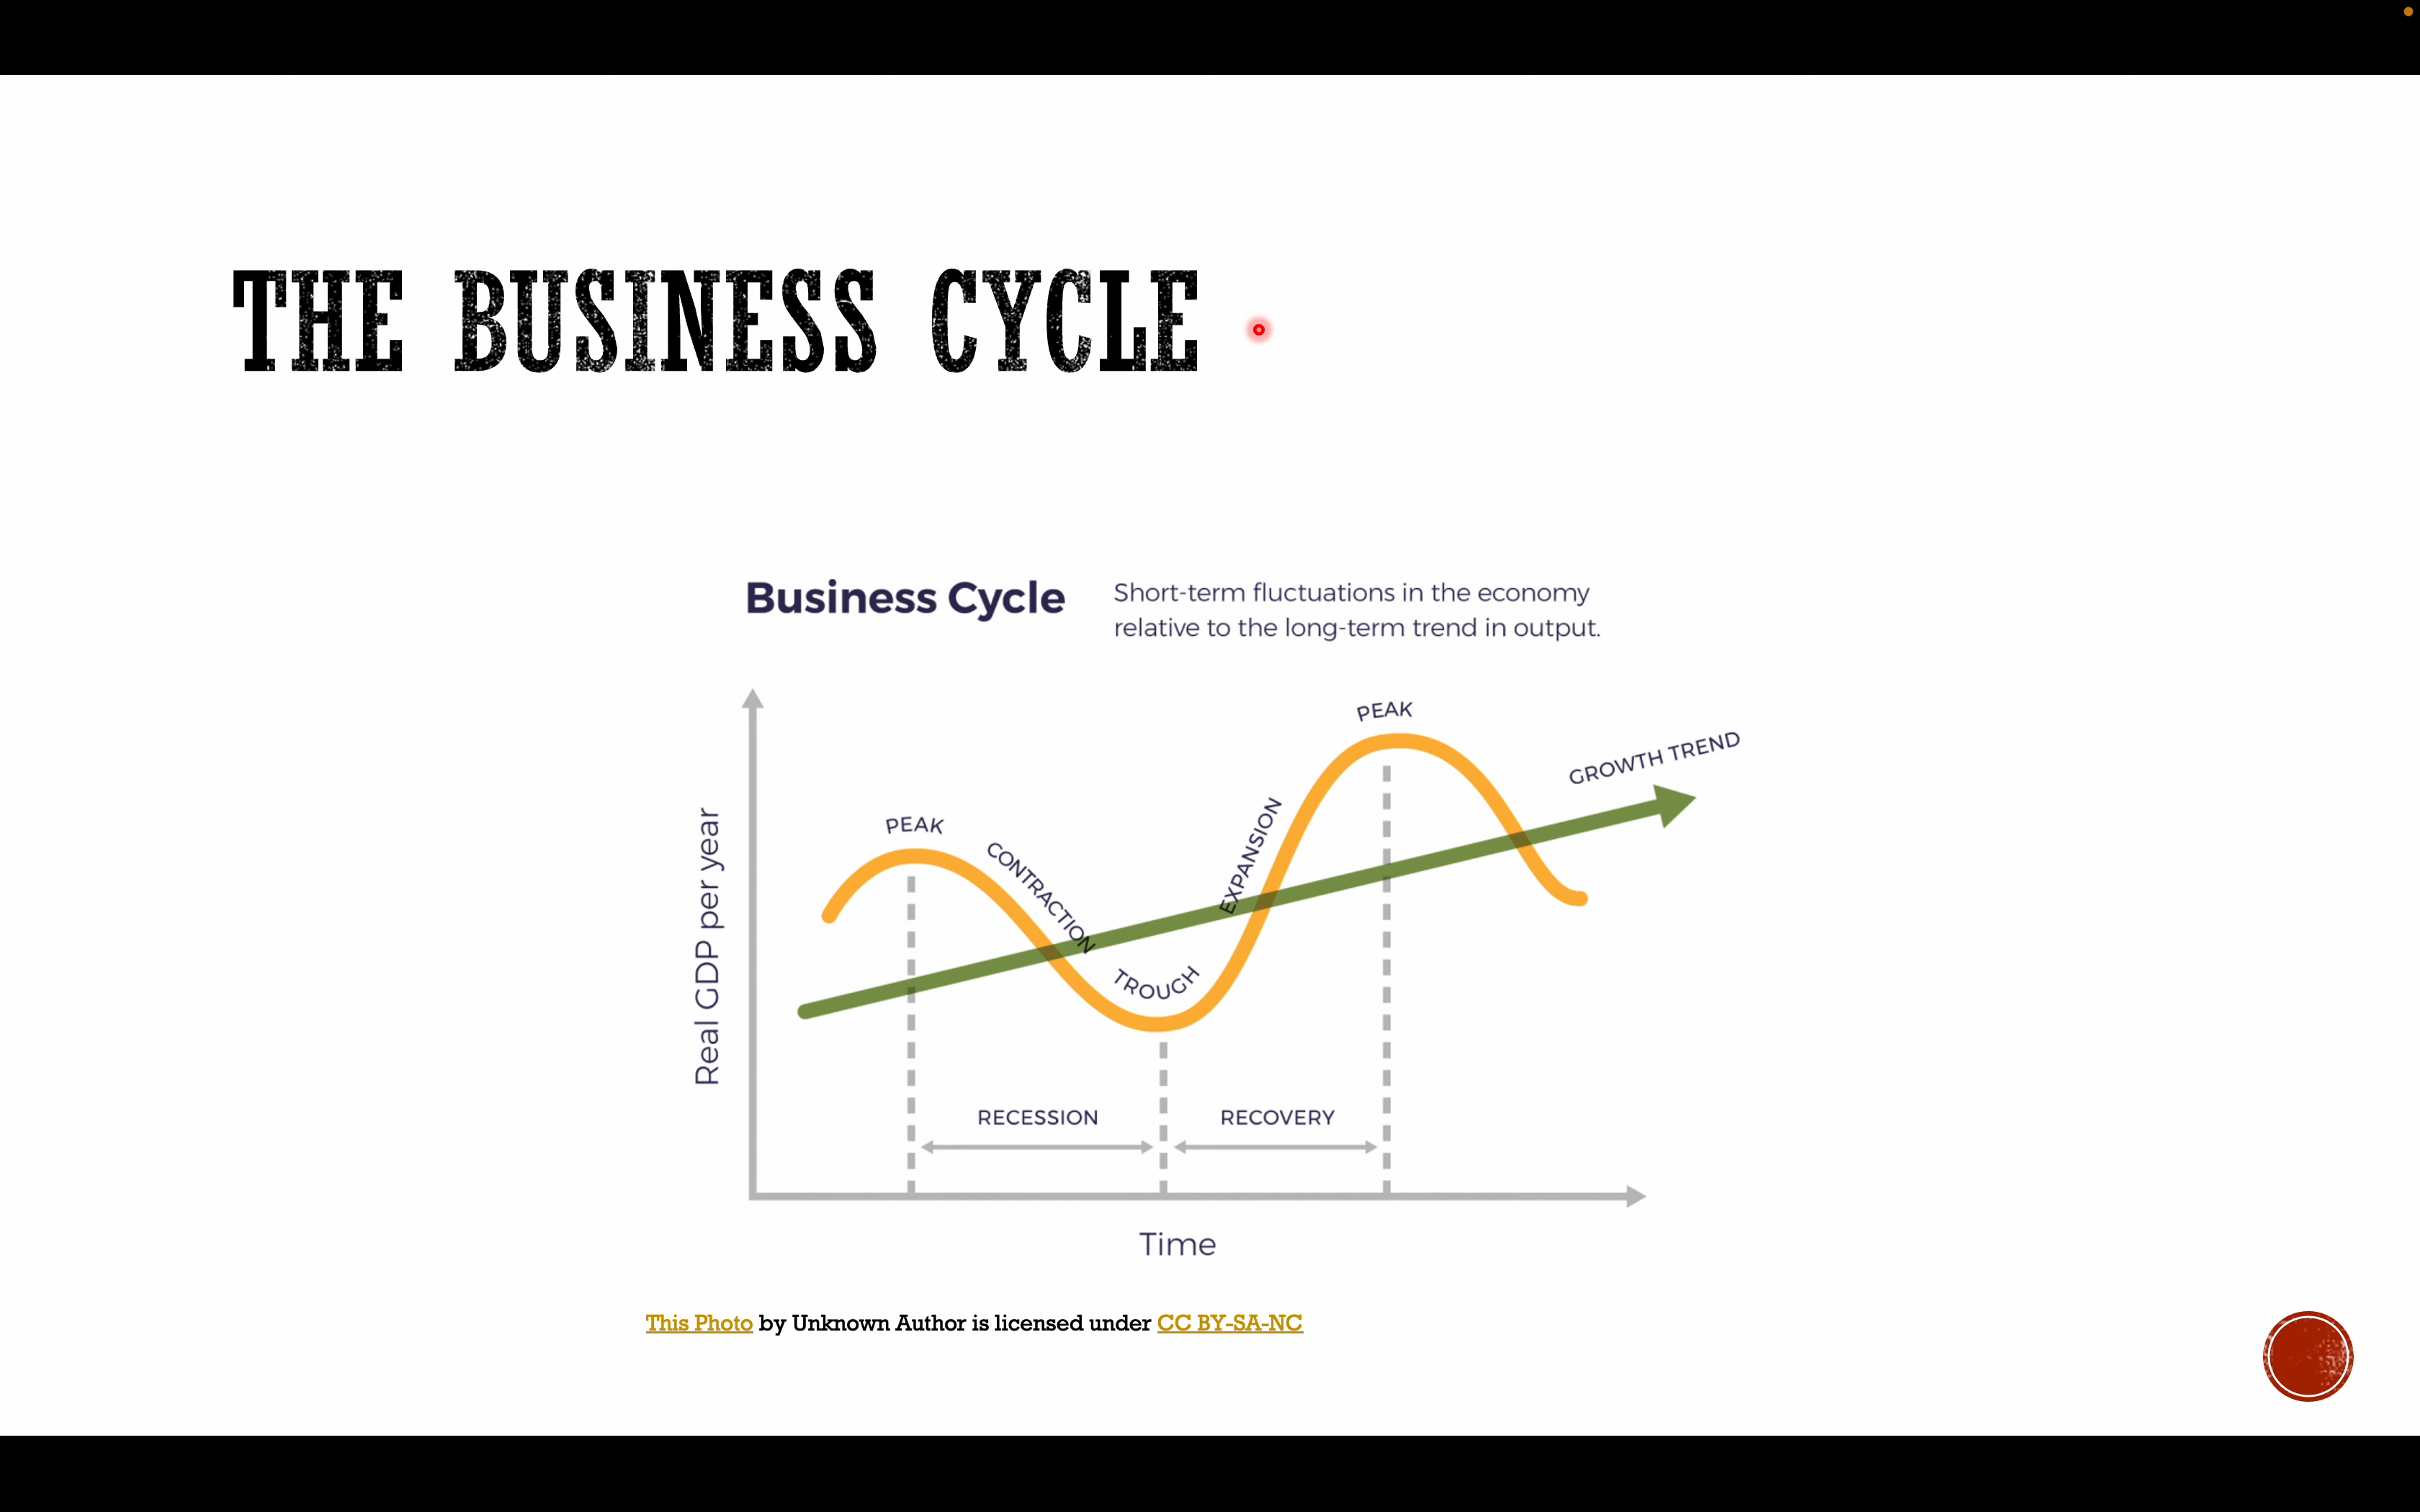 THE BUSINESS CYCLE
Business Cycle
Short-term fluctuations in the economy
relative to the long-term trend in output.
PEAK
GROWTH TREND
PEAK
CONTRACTION
EXPANSION
TROUGH
Real GDP per year
RECESSION
RECOVERY
Time
This Photo by Unknown Author is licensed under CC BY-SA-NC